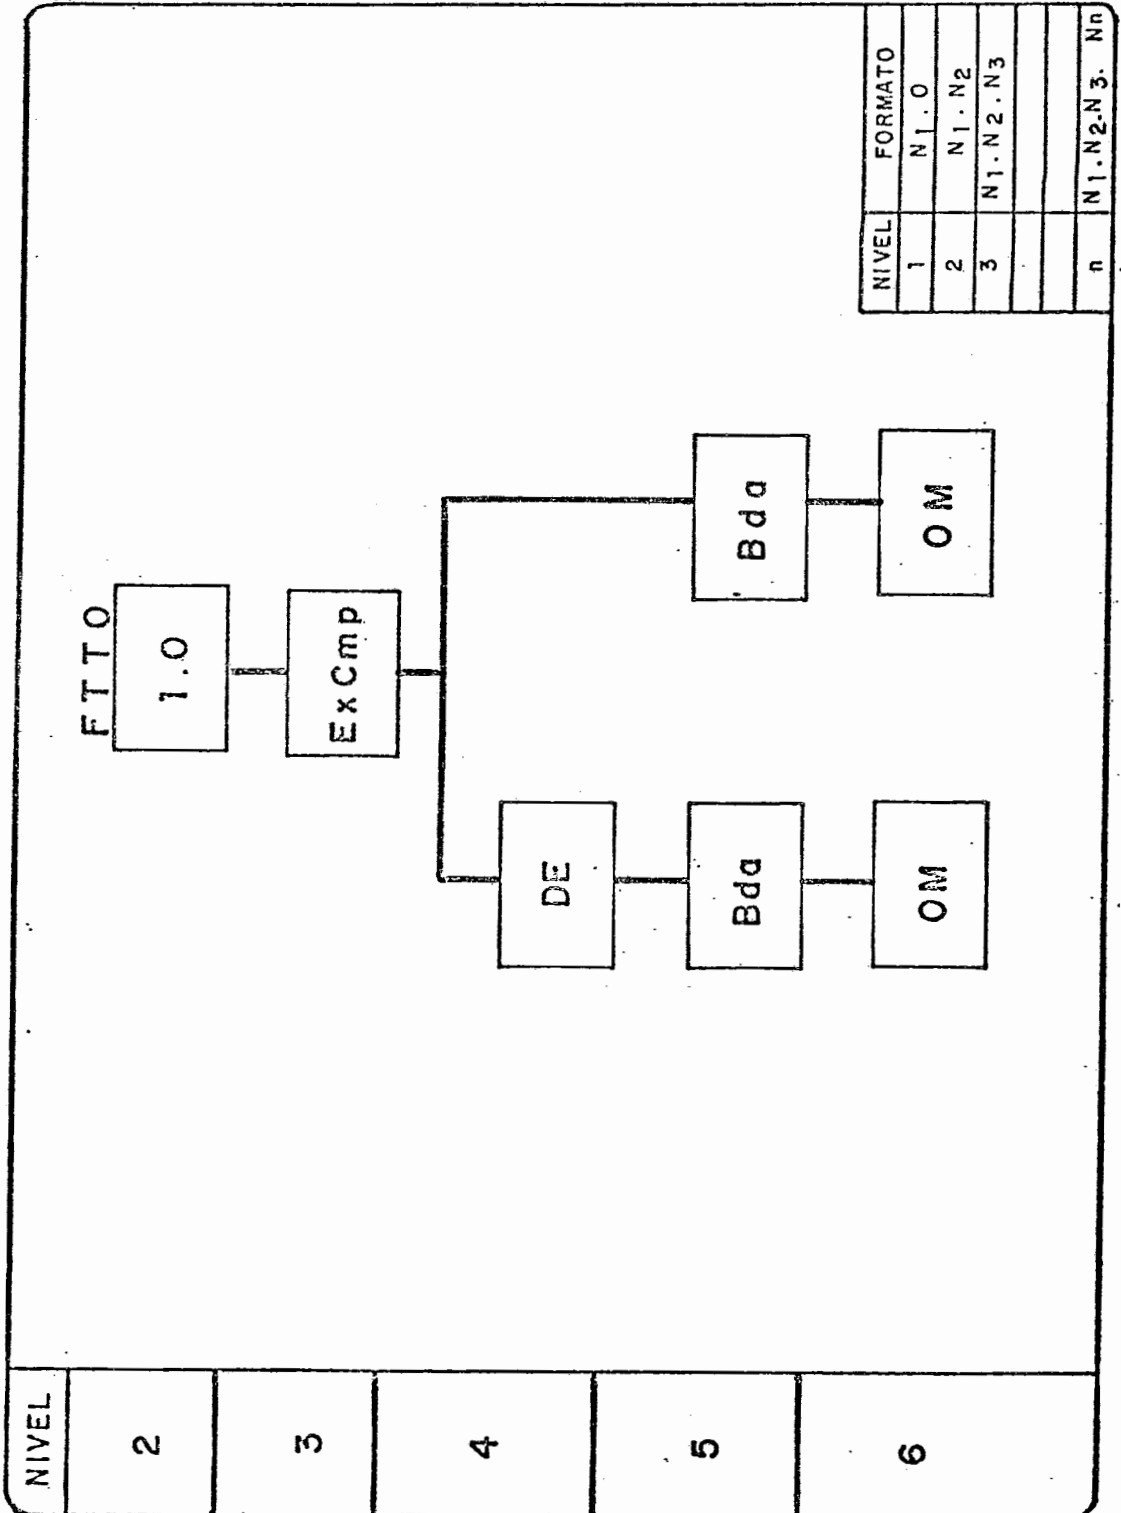 NIVEL
2
3
4
5
6
FTTO
1.0
ExCmp
DE
Bda
Bda
OM
OM
NIVEL FORMATO
1 N1.0
2 N1.N2
3 N1.N2.N3
n N1.N2.N3. Nn